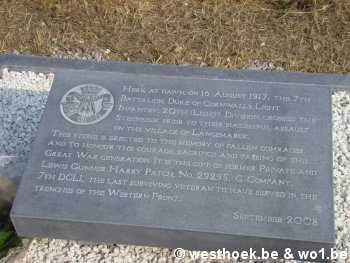 Here, at dawn, on 16 August 1917, the 7th
Battalion, Duke of Cornwall's Light
Infantry, 20th (Light) Division, crossed the
Steenbeek, prior to their successful assault
on the village of Langemarck.
This stone is erected to the memory of fallen comrades
and to honour the courage, sacrifice and passing of the
Great War generation. It is the gift of former Private and
Lewis Gunner Harry Patch, No. 29295, C Company,
7th DCLI, the last surviving veteran to have served in the
trenches of the Western Front.
September 2008
© westhoek.be & wo1.be